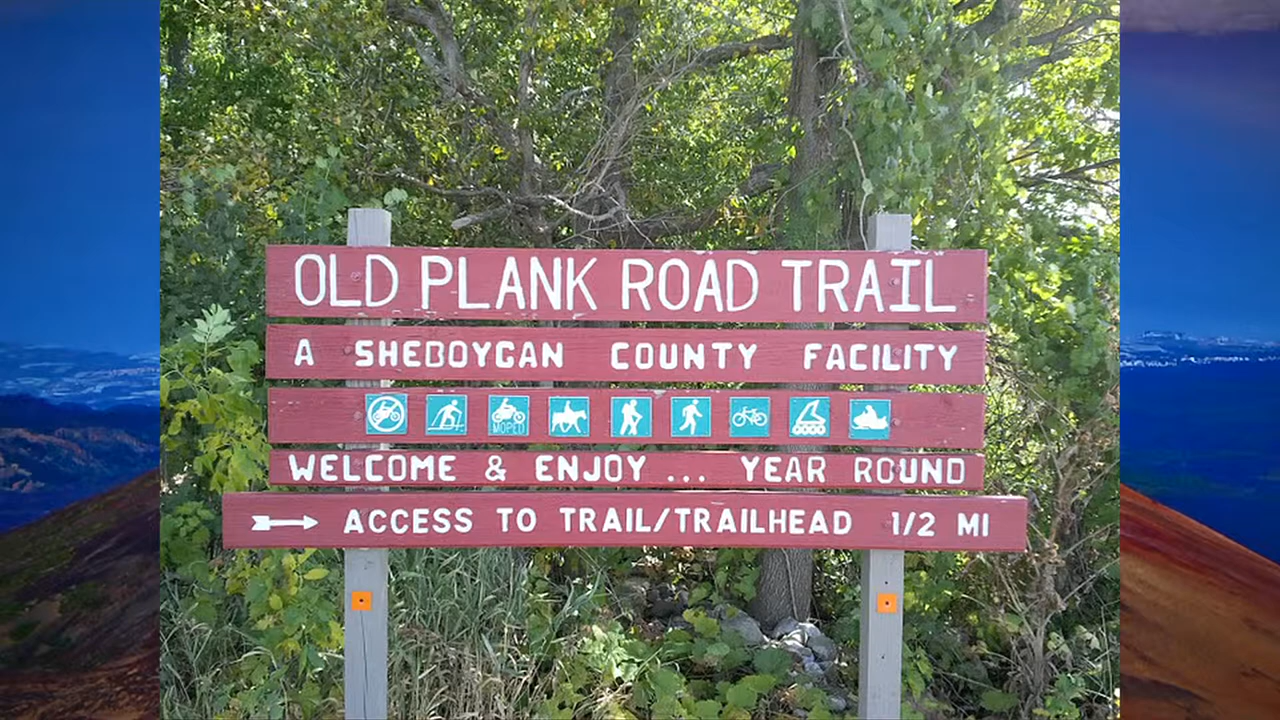 OLD PLANK ROAD TRAIL
A SHEBOYGAN COUNTY FACILITY
MOPED
WELCOME & ENJOY ... YEAR ROUND
ACCESS TO TRAIL/TRAILHEAD 1/2 MI